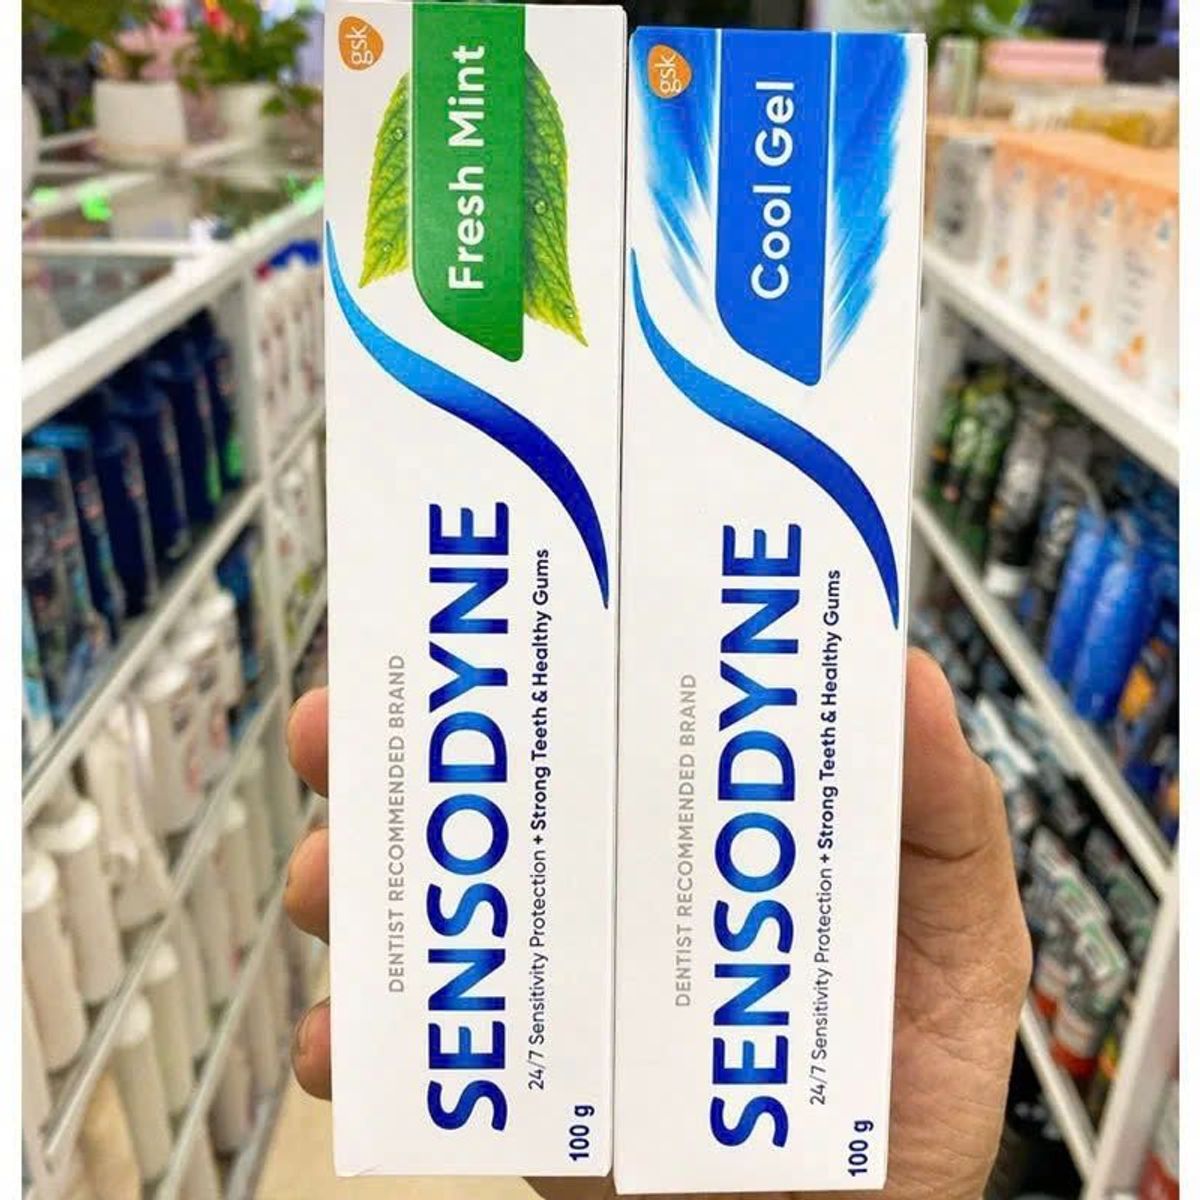 gsk
Fresh Mint
DENTIST RECOMMENDED BRAND
SENSODYNE
24/7 Sensitivity Protection + Strong Teeth & Healthy Gums
100 g
gsk
Cool Gel
DENTIST RECOMMENDED BRAND
SENSODYNE
24/7 Sensitivity Protection + Strong Teeth & Healthy Gums
100 g